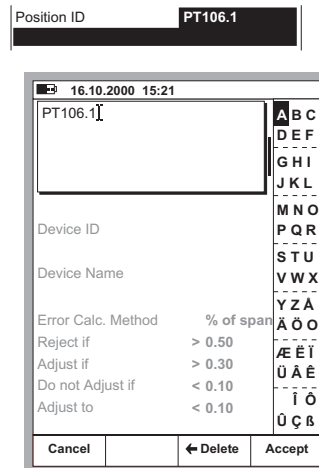 Position ID PT106.1
16.10.2000 15:21
PT106.1
Device ID
Device Name
Error Calc. Method % of span
Reject if > 0.50
Adjust if > 0.30
Do not Adjust if < 0.10
Adjust to < 0.10
A B C
D E F
G H I
J K L
M N O
P Q R
S T U
V W X
Y Z Å
Ä Ö O
Æ Ë Ï
Ü Â Ê
Î Ô
Û Ç ß
Cancel ← Delete Accept